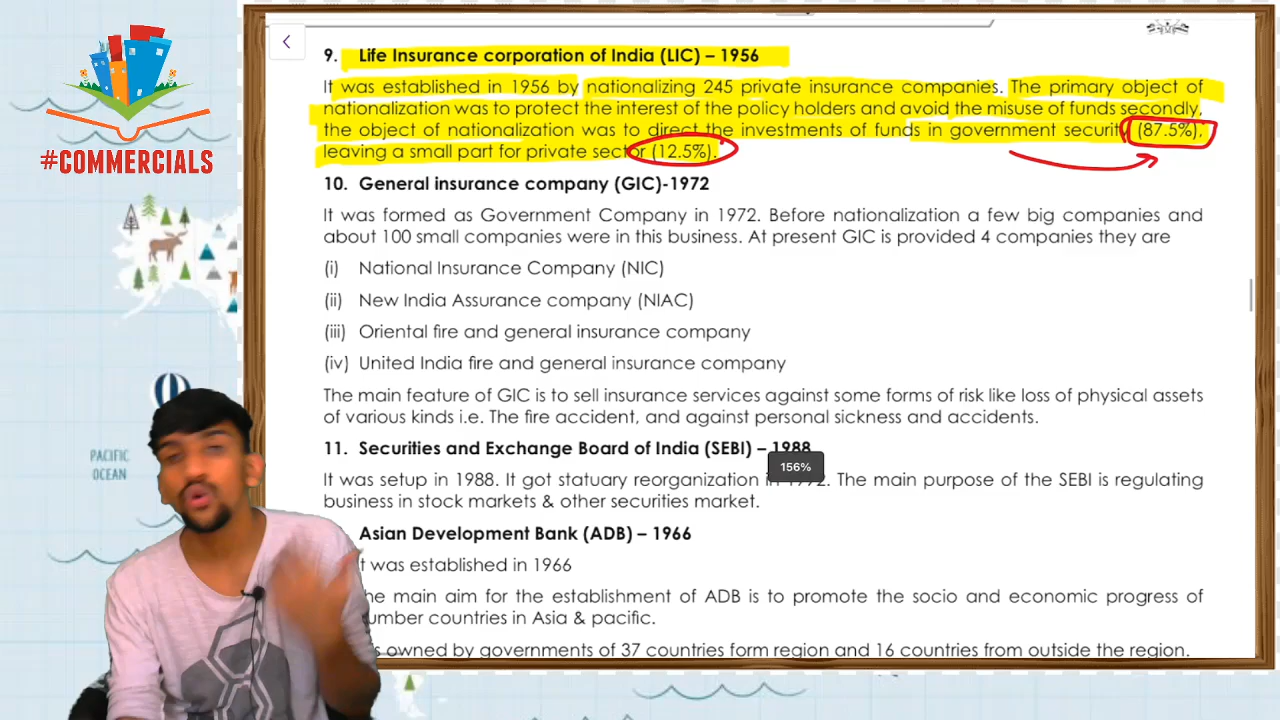 9. Life Insurance corporation of India (LIC) – 1956
It was established in 1956 by nationalizing 245 private insurance companies. The primary object of
nationalization was to protect the interest of the policy holders and avoid the misuse of funds secondly,
the object of nationalization was to direct the investments of funds in government security (87.5%),
leaving a small part for private sector (12.5%).
#COMMERCIALS
10. General insurance company (GIC)-1972
It was formed as Government Company in 1972. Before nationalization a few big companies and
about 100 small companies were in this business. At present GIC is provided 4 companies they are
(i) National Insurance Company (NIC)
(ii) New India Assurance company (NIAC)
(iii) Oriental fire and general insurance company
(iv) United India fire and general insurance company
The main feature of GIC is to sell insurance services against some forms of risk like loss of physical assets
of various kinds i.e. The fire accident, and against personal sickness and accidents.
PACIFIC
OCEAN
11. Securities and Exchange Board of India (SEBI) – 1988
156%
It was setup in 1988. It got statuary reorganization in 1992. The main purpose of the SEBI is regulating
business in stock markets & other securities market.
Asian Development Bank (ADB) – 1966
t was established in 1966
he main aim for the establishment of ADB is to promote the socio and economic progress of
umber countries in Asia & pacific.
s owned by governments of 37 countries form region and 16 countries from outside the region.